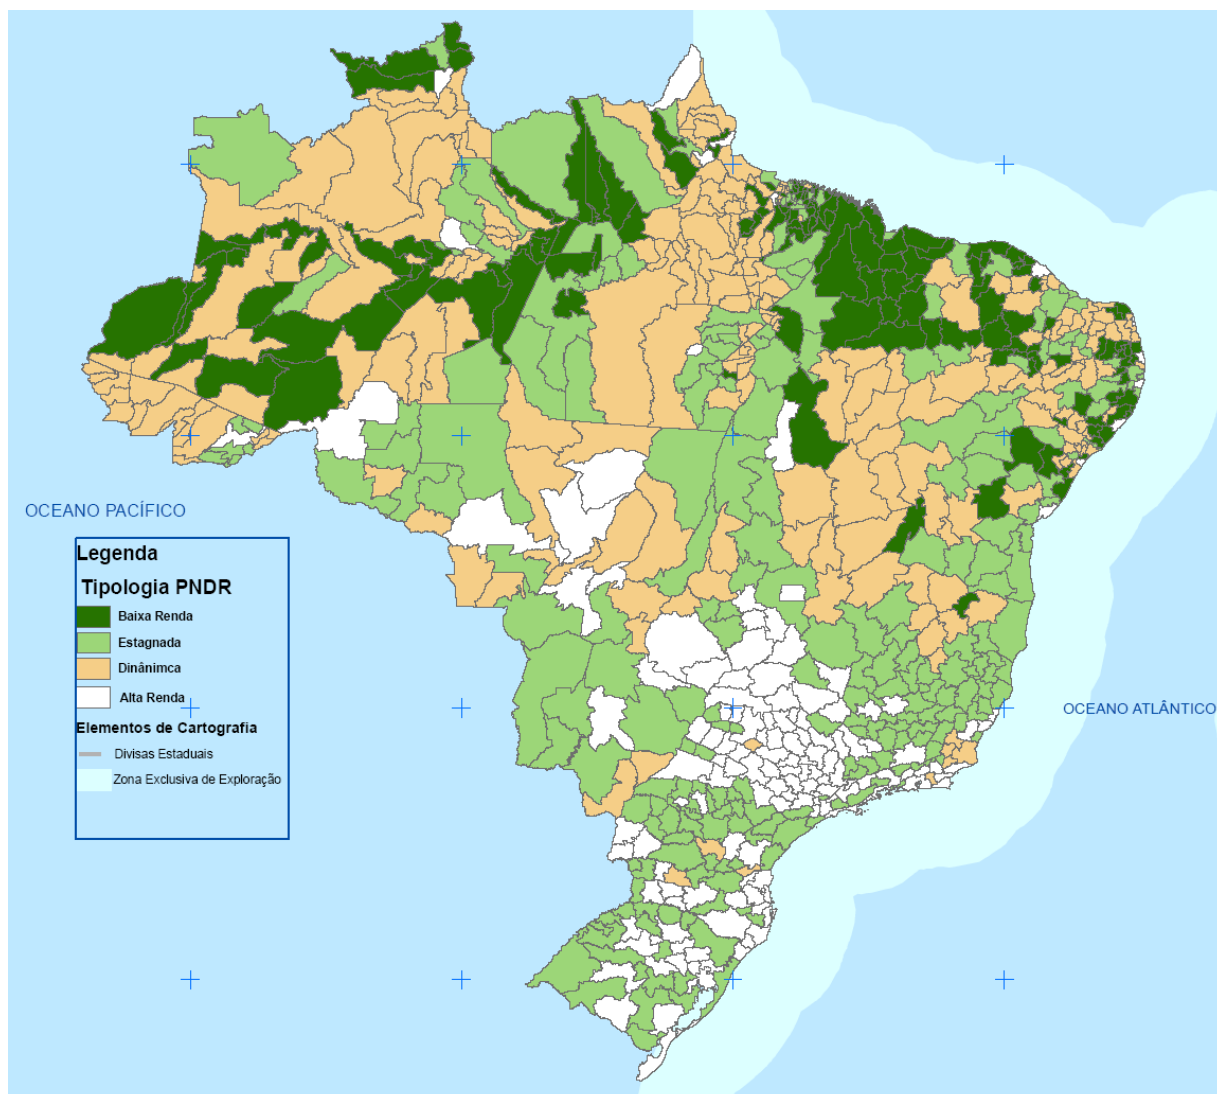 OCEANO PACÍFICO
Legenda
Tipologia PNDR
Baixa Renda
Estagnada
Dinânimca
Alta Renda
Elementos de Cartografia
Divisas Estaduais
Zona Exclusiva de Exploração
OCEANO ATLÂNTICO